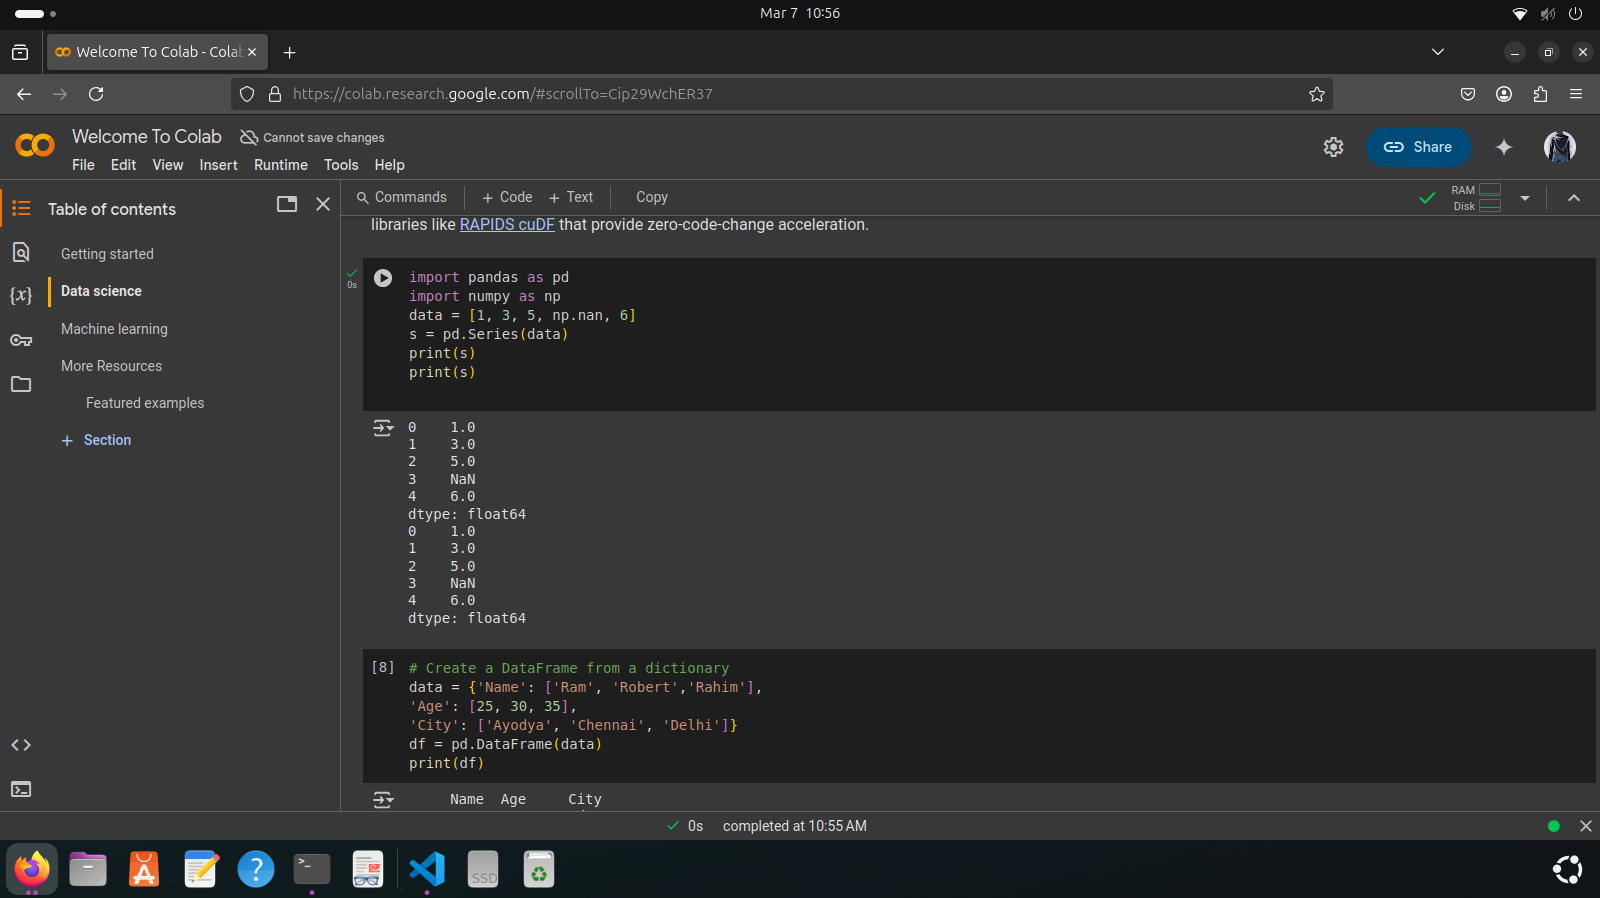 Mar 7 10:56
Welcome To Colab - Colab
https://colab.research.google.com/#scrollTo=Cip29WchER37
Welcome To Colab Cannot save changes
File Edit View Insert Runtime Tools Help
Share
Table of contents
Getting started
Data science
Machine learning
More Resources
Featured examples
+ Section
Commands + Code + Text Copy
RAM
Disk
libraries like RAPIDS cuDF that provide zero-code-change acceleration.
0s
import pandas as pd
import numpy as np
data = [1, 3, 5, np.nan, 6]
s = pd.Series(data)
print(s)
print(s)
0 1.0
1 3.0
2 5.0
3 NaN
4 6.0
dtype: float64
0 1.0
1 3.0
2 5.0
3 NaN
4 6.0
dtype: float64
[8] # Create a DataFrame from a dictionary
data = {'Name': ['Ram', 'Robert','Rahim'],
'Age': [25, 30, 35],
'City': ['Ayodya', 'Chennai', 'Delhi']}
df = pd.DataFrame(data)
print(df)
Name Age City
0s completed at 10:55 AM
SSD